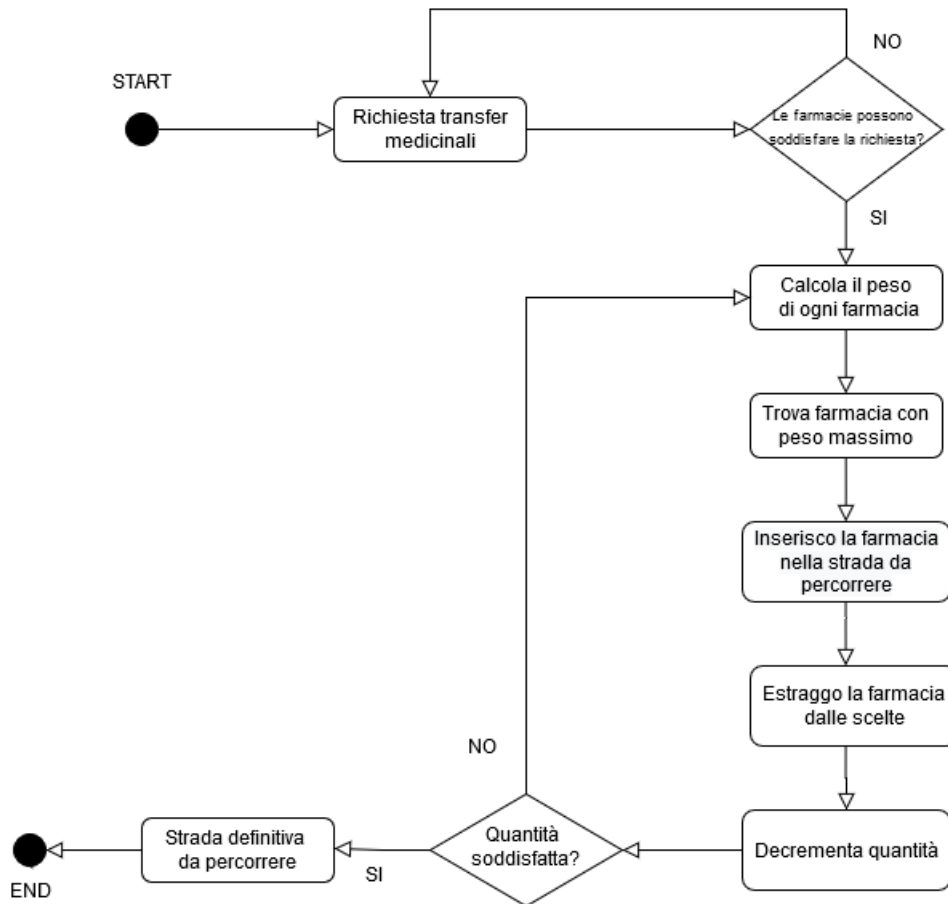 START
Richiesta transfer
medicinali
NO
Le farmacie possono
soddisfare la richiesta?
SI
Calcola il peso
di ogni farmacia
Trova farmacia con
peso massimo
Inserisco la farmacia
nella strada da
percorrere
Estraggo la farmacia
dalle scelte
Decrementa quantità
Quantità
soddisfatta?
NO
SI
Strada definitiva
da percorrere
END